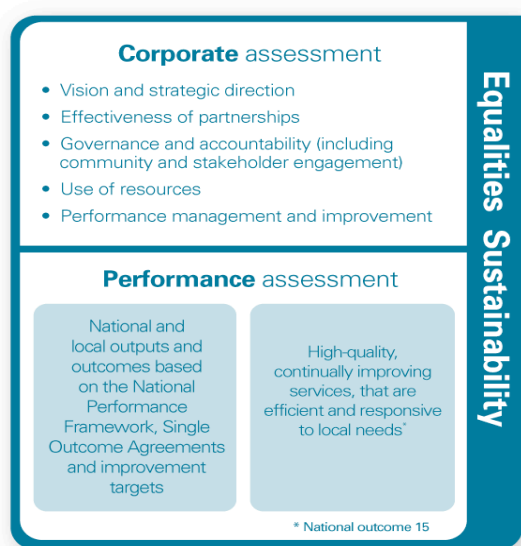 Corporate assessment
• Vision and strategic direction
• Effectiveness of partnerships
• Governance and accountability (including
community and stakeholder engagement)
• Use of resources
• Performance management and improvement
Performance assessment
National and
local outputs and
outcomes based
on the National
Performance
Framework, Single
Outcome Agreements
and improvement
targets
High-quality,
continually improving
services, that are
efficient and responsive
to local needs*
* National outcome 15
Equalities Sustainability